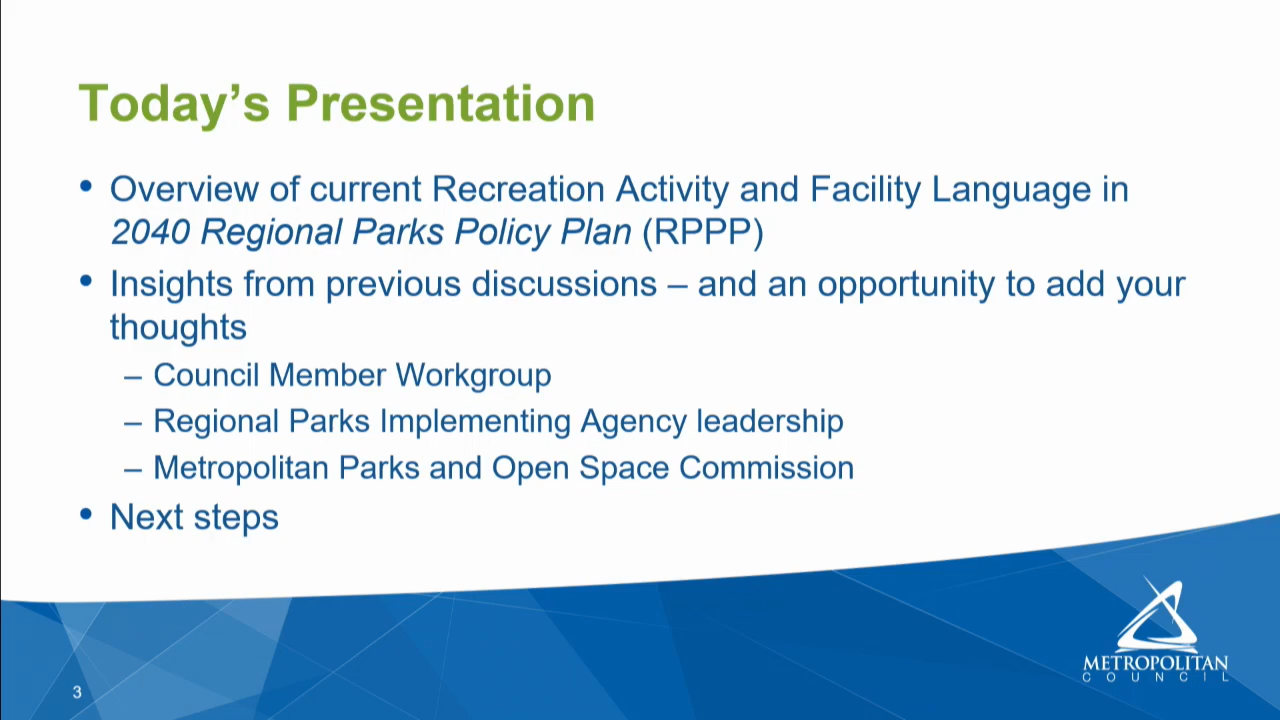 Today’s Presentation
• Overview of current Recreation Activity and Facility Language in
2040 Regional Parks Policy Plan (RPPP)
• Insights from previous discussions – and an opportunity to add your
thoughts
– Council Member Workgroup
– Regional Parks Implementing Agency leadership
– Metropolitan Parks and Open Space Commission
• Next steps
METROPOLITAN
COUNCIL
3